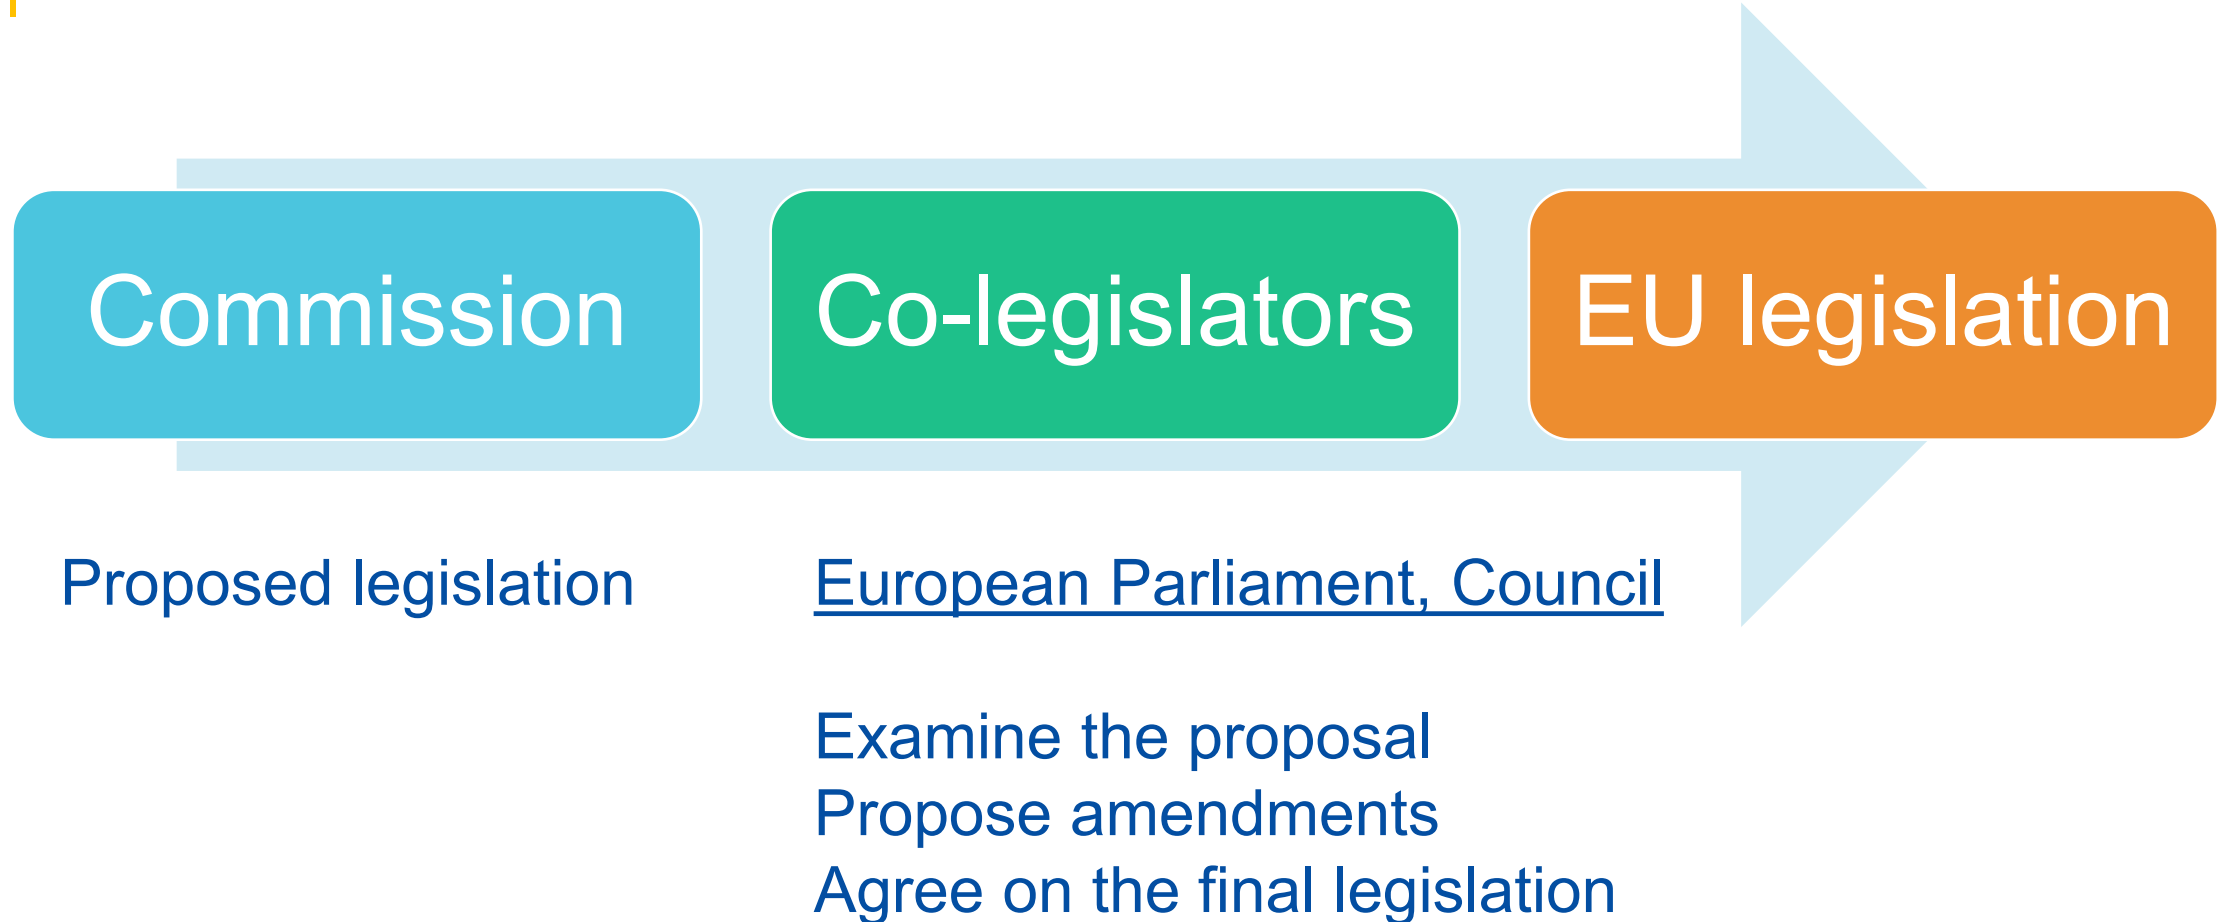 Commission
Co-legislators
EU legislation
Proposed legislation
European Parliament, Council
Examine the proposal
Propose amendments
Agree on the final legislation